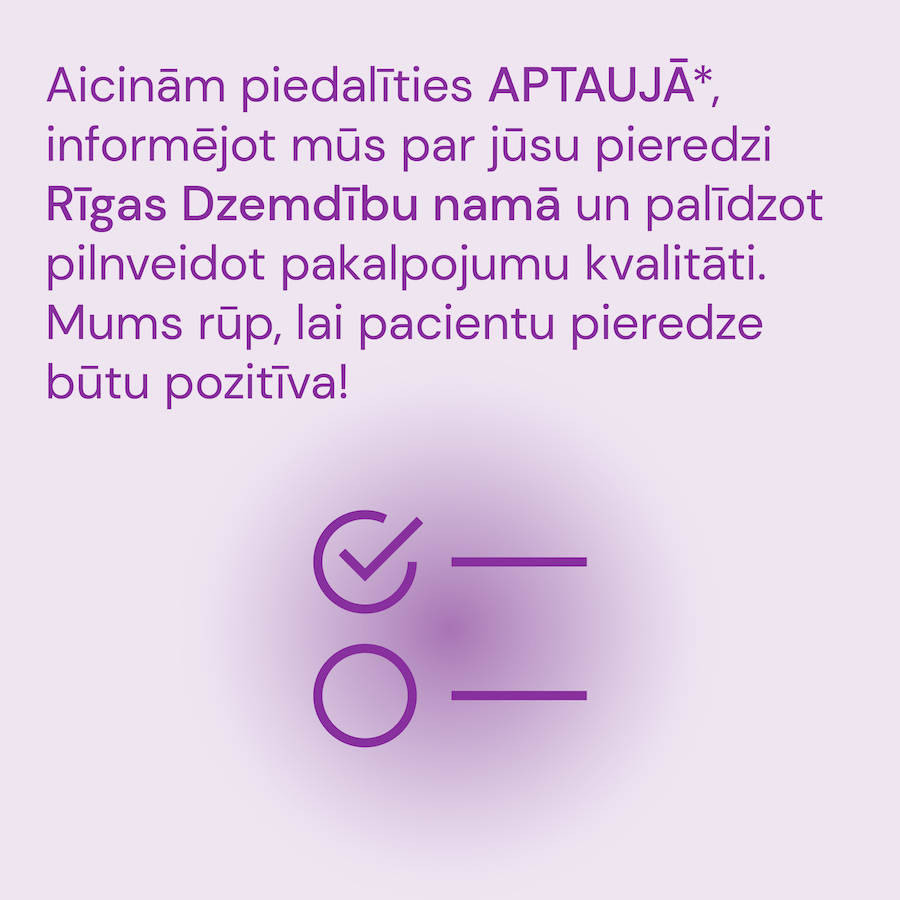 Aicinām piedalīties APTAUJĀ*,
informējot mūs par jūsu pieredzi
Rīgas Dzemdību namā un palīdzot
pilnveidot pakalpojumu kvalitāti.
Mums rūp, lai pacientu pieredze
būtu pozitīva!